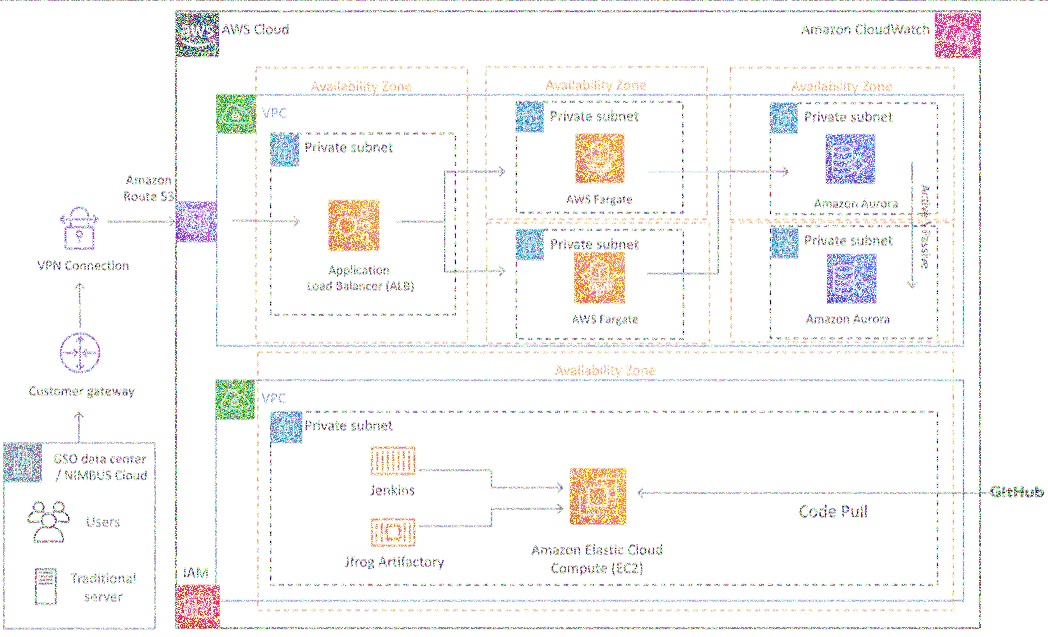 aws
AWS Cloud
Amazon CloudWatch
Availability Zone
Availability Zone
Availability Zone
VPC
Private subnet
Private subnet
Private subnet
Amazon
Route 53
AWS Fargate
Amazon Aurora
Active \ Passive
VPN Connection
Application
Load Balancer (ALB)
Private subnet
Private subnet
AWS Fargate
Amazon Aurora
Customer gateway
Availability Zone
VPC
Private subnet
GSO data center
/ NIMBUS Cloud
Users
Traditional
server
Jenkins
Jfrog Artifactory
Amazon Elastic Cloud
Compute (EC2)
Code Pull
GitHub
IAM